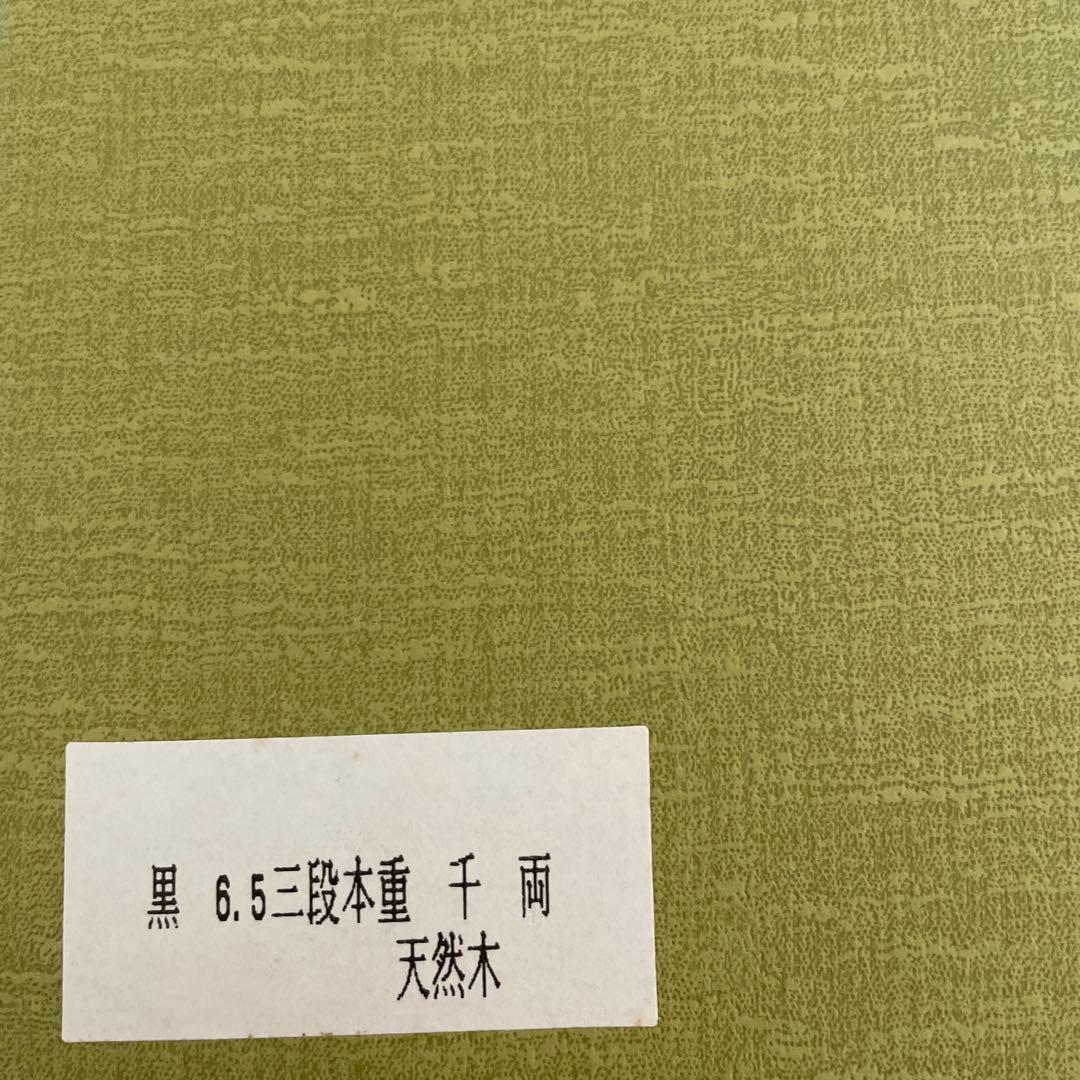 黒 6.5三段本重 千 両
天然木